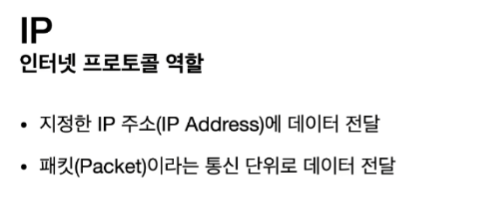 IP
인터넷 프로토콜 역할
• 지정한 IP 주소(IP Address)에 데이터 전달
• 패킷(Packet)이라는 통신 단위로 데이터 전달